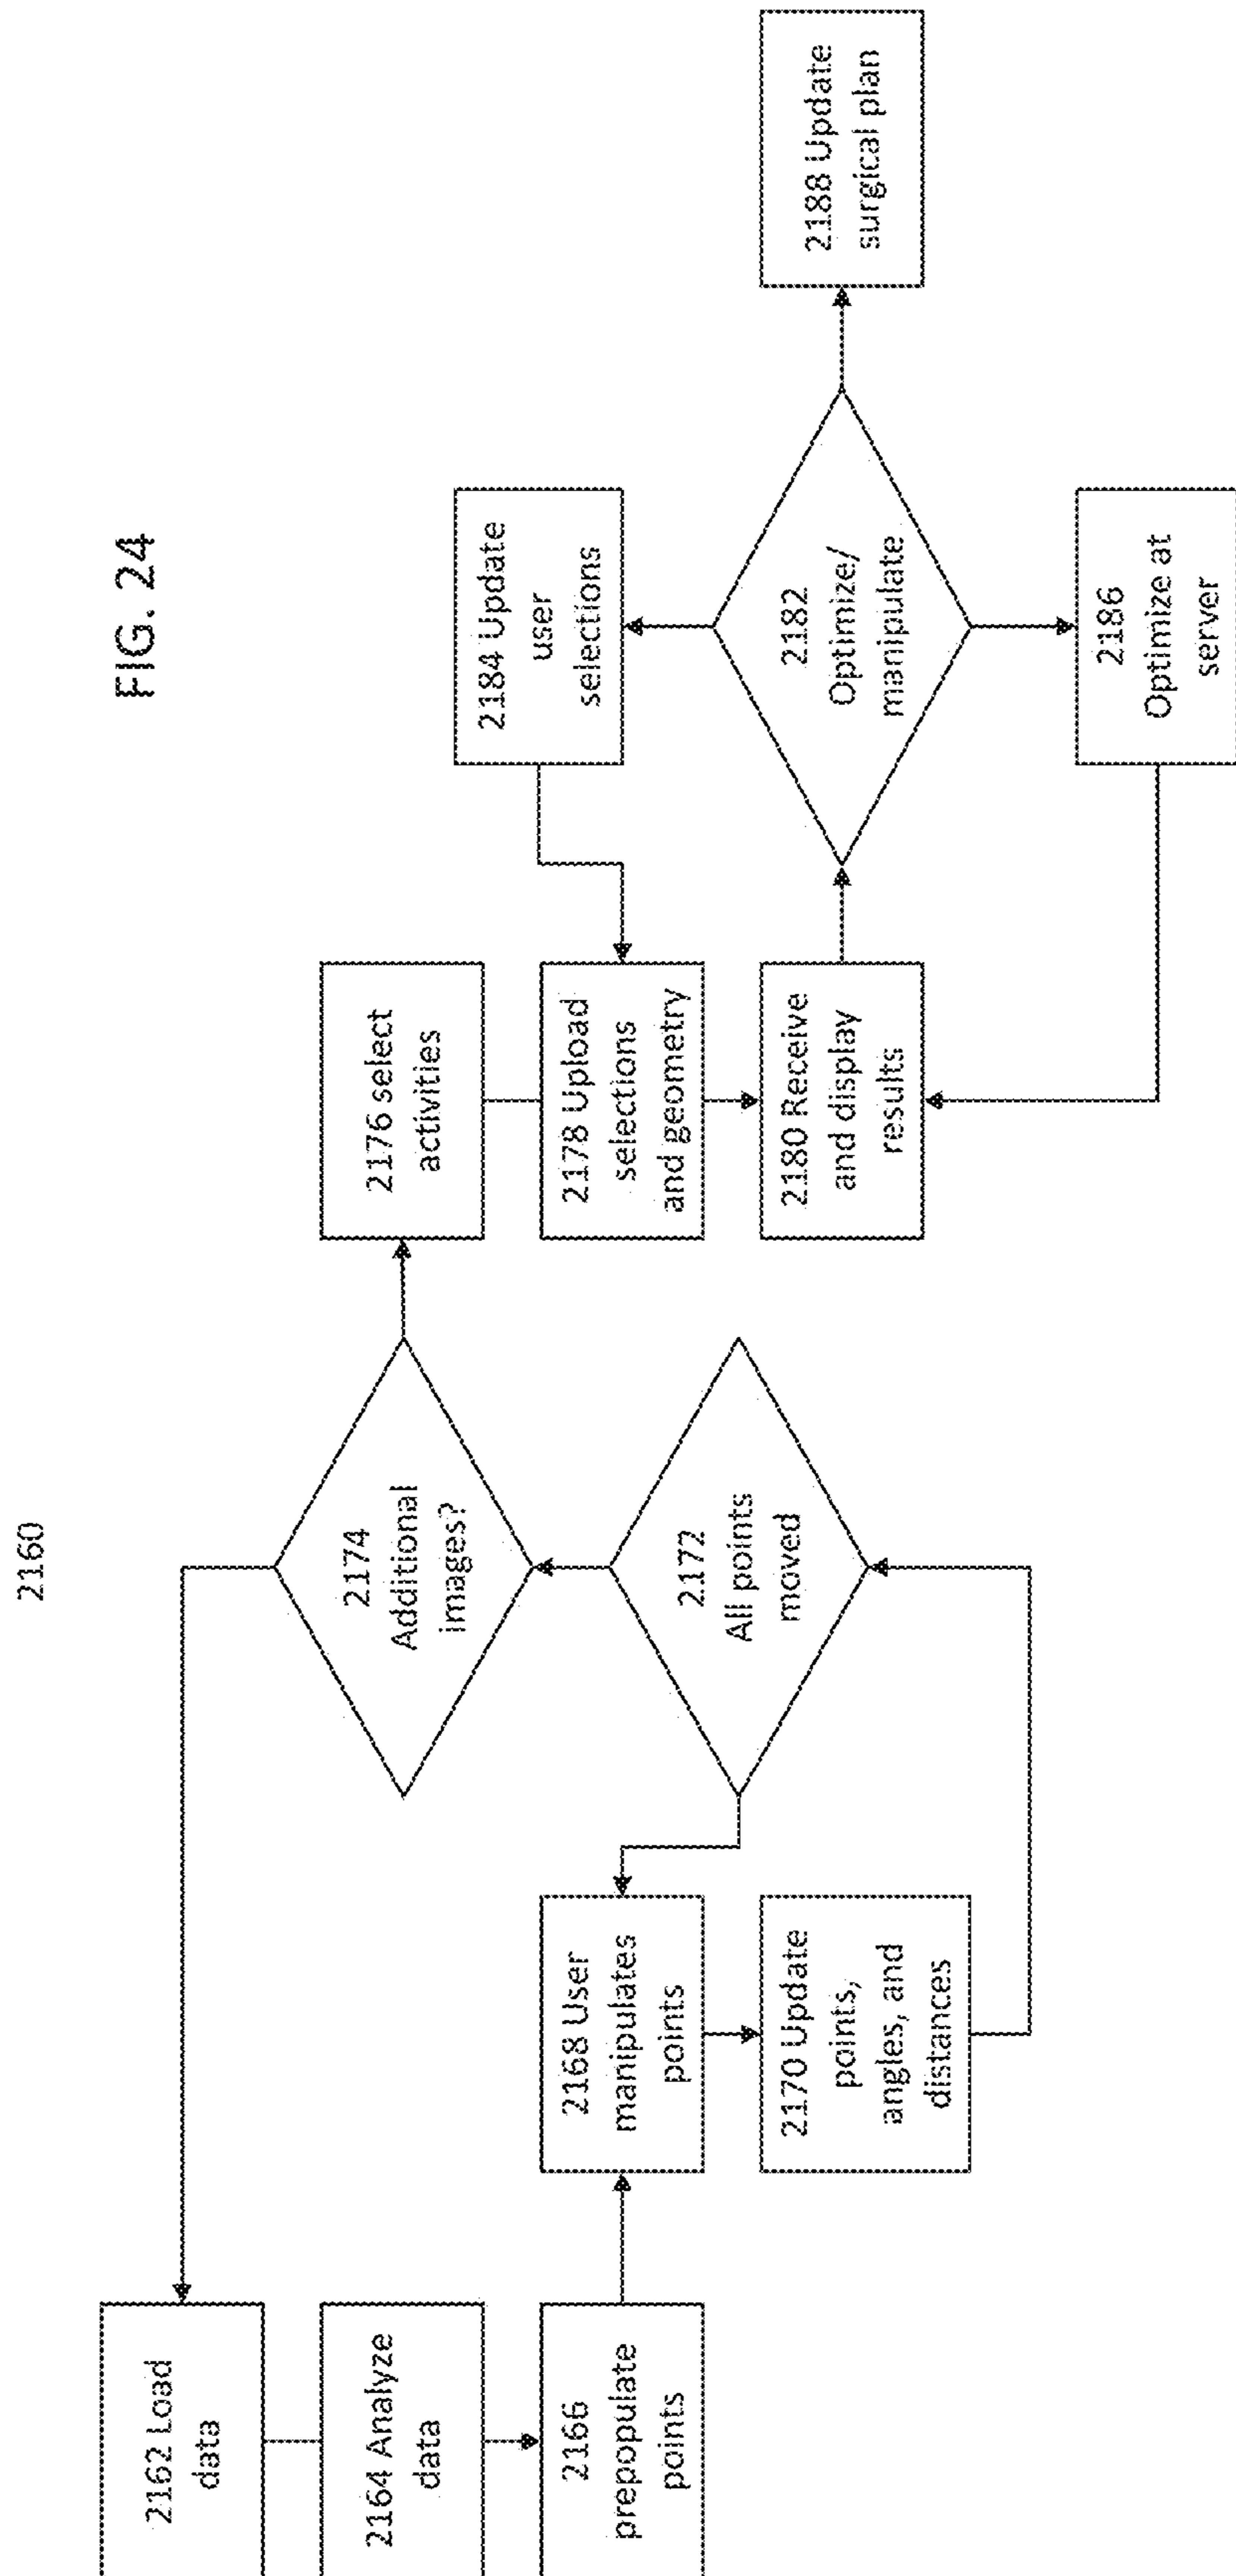 2160
FIG. 24
2162 Load
data
2164 Analyze
data
2166
prepopulate
points
2168 User
manipulates
points
2170 Update
points,
angles, and
distances
2172
All points
moved
2174
Additional
images?
2176 select
activities
2178 Upload
selections
and geometry
2180 Receive
and display
results
2182
Optimize/
manipulate
2184 Update
user
selections
2186
Optimize at
server
2188 Update
surgical plan